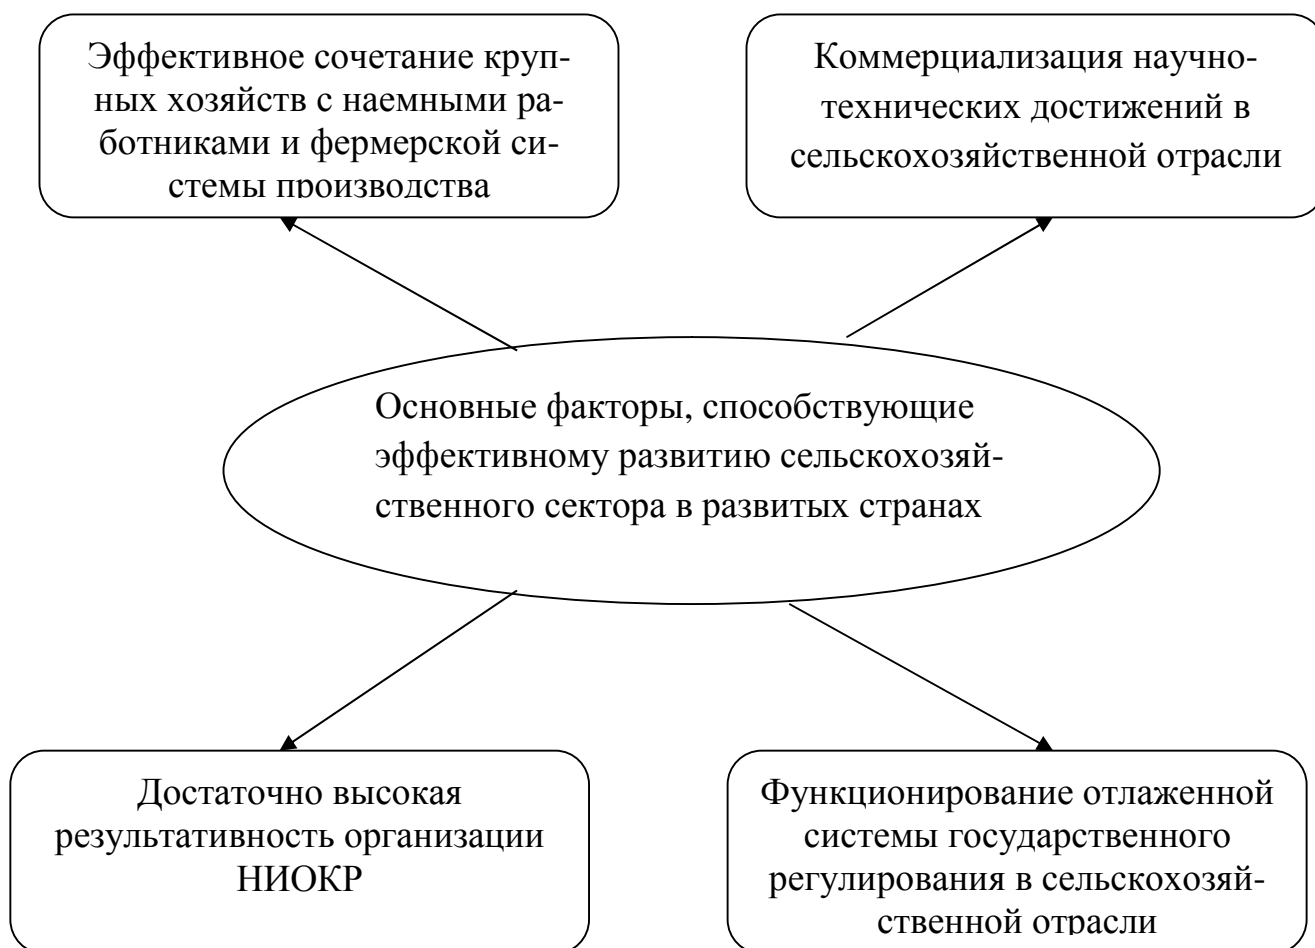 Эффективное сочетание круп-
ных хозяйств с наемными ра-
ботниками и фермерской си-
стемы производства
Коммерциализация научно-
технических достижений в
сельскохозяйственной отрасли
Основные факторы, способствующие
эффективному развитию сельскохозяй-
ственного сектора в развитых странах
Достаточно высокая
результативность организации
НИОКР
Функционирование отлаженной
системы государственного
регулирования в сельскохозяй-
ственной отрасли